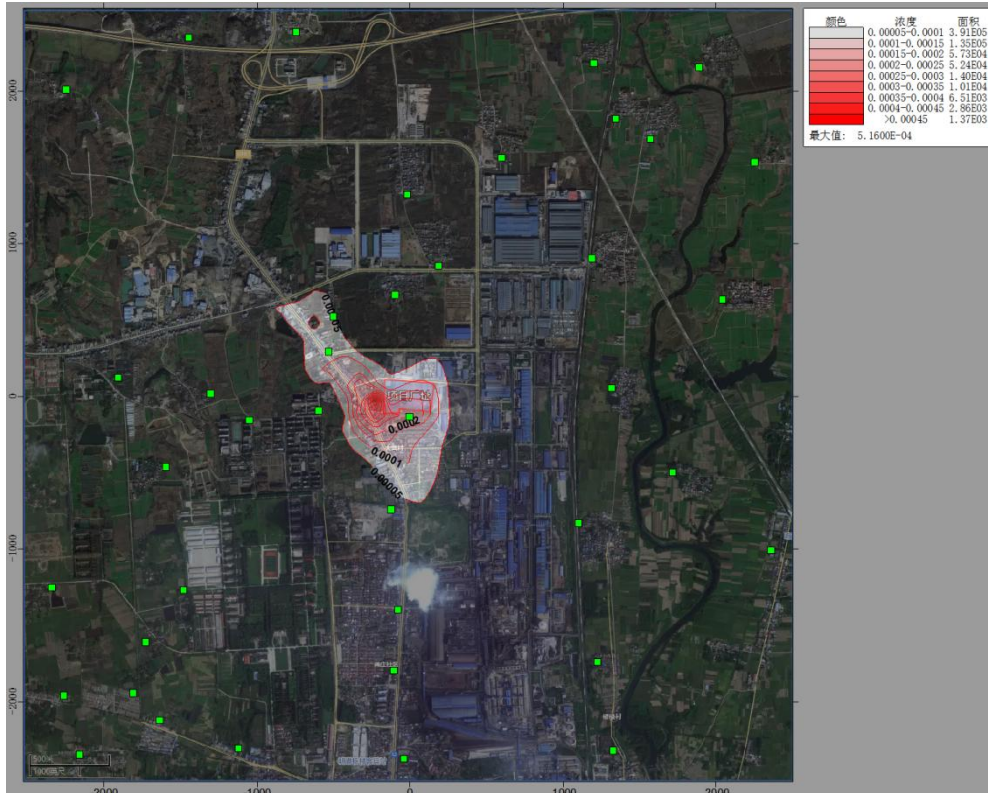 颜色 浓度 面积
0.00005-0.0001 3.91E05
0.0001-0.00015 1.35E05
0.00015-0.0002 5.73E04
0.0002-0.00025 5.24E04
0.00025-0.0003 1.40E04
0.0003-0.00035 1.01E04
0.00035-0.0004 6.51E03
0.0004-0.00045 2.86E03
>0.00045 1.37E03
最大值: 5.1600E-04
2000
1000
0
-1000
-2000
0.00005
0.0002
0.0001
0.00005
-2000 -1000 0 1000 2000